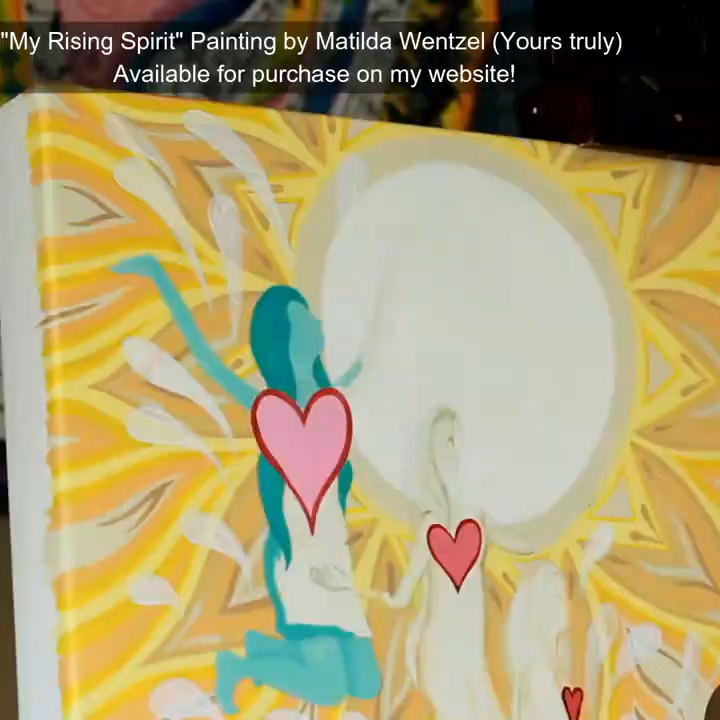 "My Rising Spirit" Painting by Matilda Wentzel (Yours truly)
Available for purchase on my website!